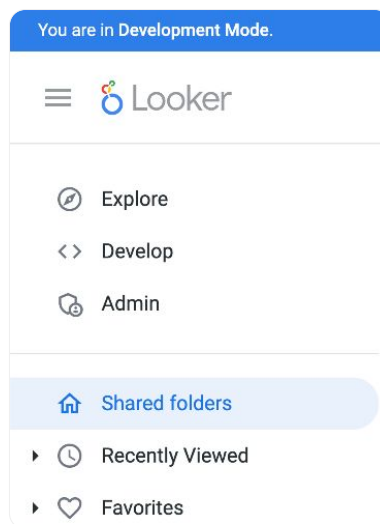 You are in Development Mode.
Looker
Explore
Develop
Admin
Shared folders
Recently Viewed
Favorites